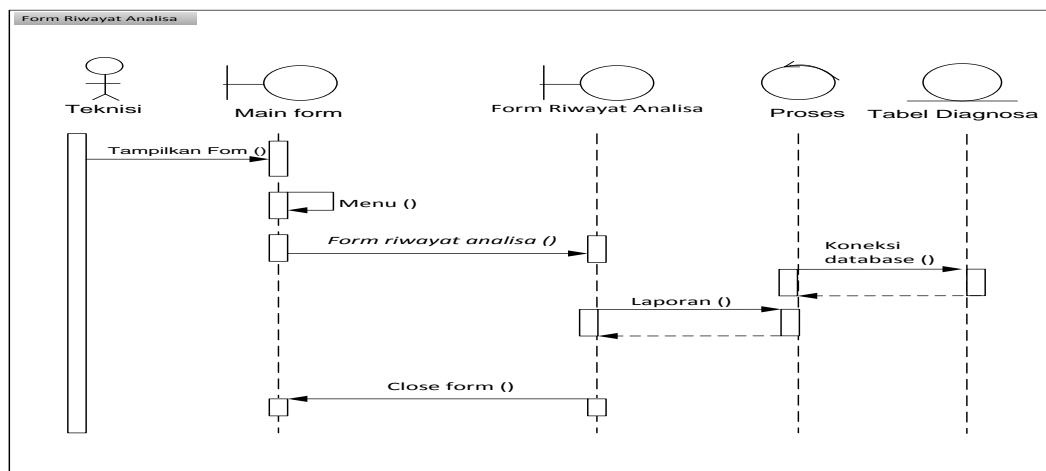 Form Riwayat Analisa
Teknisi
Main form
Form Riwayat Analisa
Proses
Tabel Diagnosa
Tampilkan Fom ()
Menu ()
Form riwayat analisa ()
Koneksi
database ()
Laporan ()
Close form ()